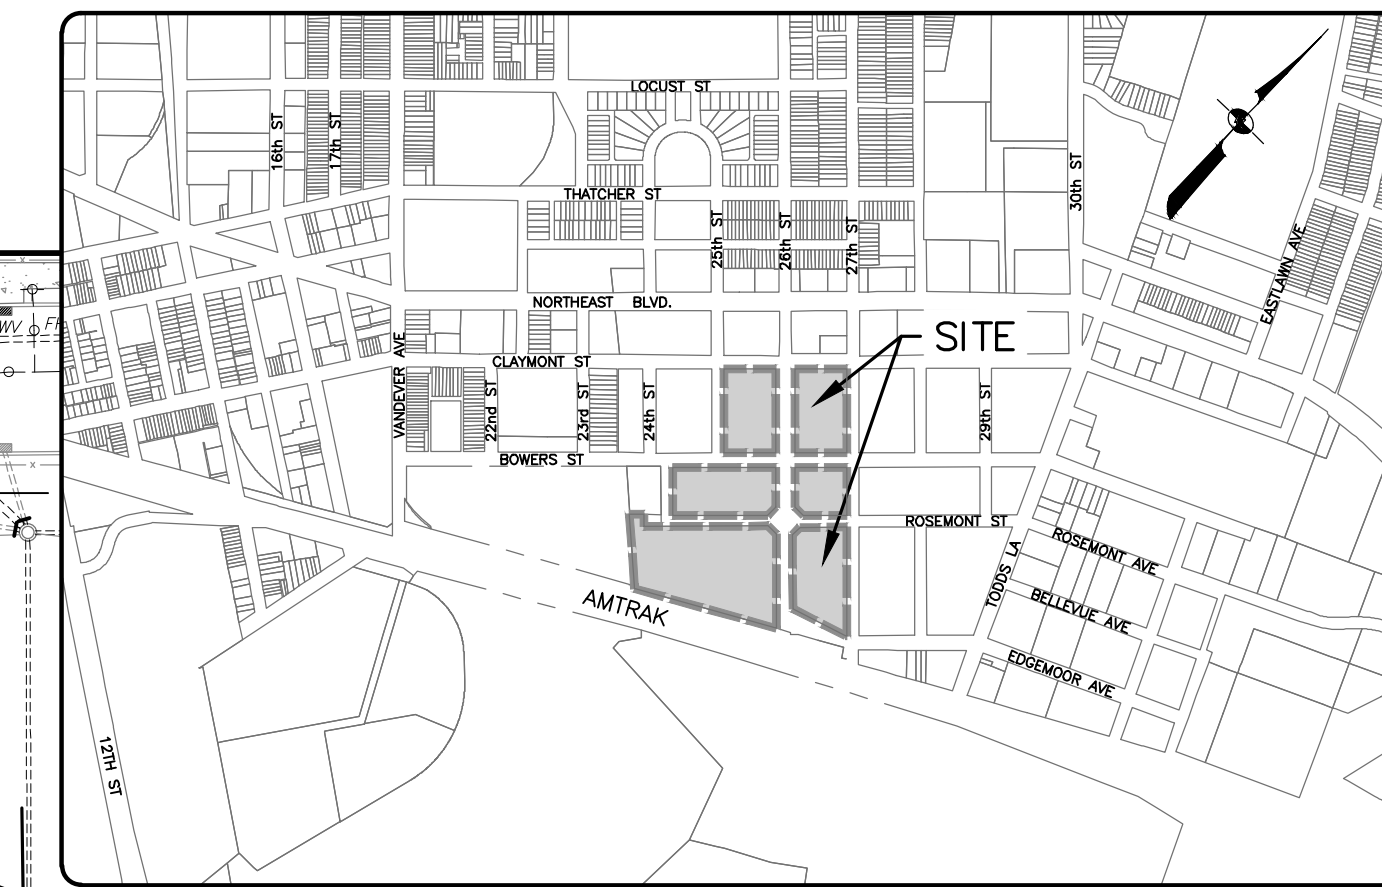 LOCUST ST
16th ST
17th ST
30th ST
THATCHER ST
25th ST
26th ST
27th ST
EASTLAWN AVE
NORTHEAST BLVD.
SITE
VANDEVER AVE
CLAYMONT ST
22nd ST
23rd ST
24th ST
29th ST
BOWERS ST
ROSEMONT ST
ROSEMONT AVE
TODDS LA
BELLEVUE AVE
AMTRAK
EDGEMOOR AVE
12TH ST